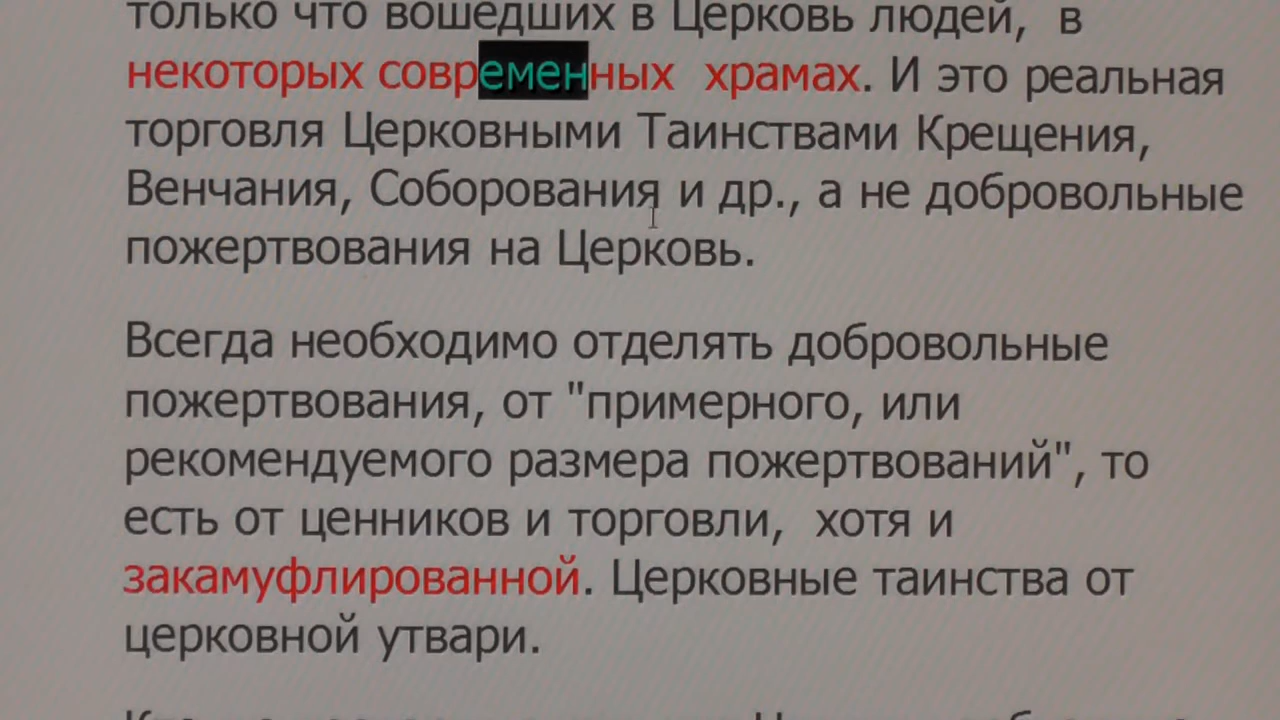 только что вошедших в Церковь людей, в
некоторых современных храмах. И это реальная
торговля Церковными Таинствами Крещения,
Венчания, Соборования и др., а не добровольные
пожертвования на Церковь.
Всегда необходимо отделять добровольные
пожертвования, от "примерного, или
рекомендуемого размера пожертвований", то
есть от ценников и торговли, хотя и
закамуфлированной. Церковные таинства от
церковной утвари.